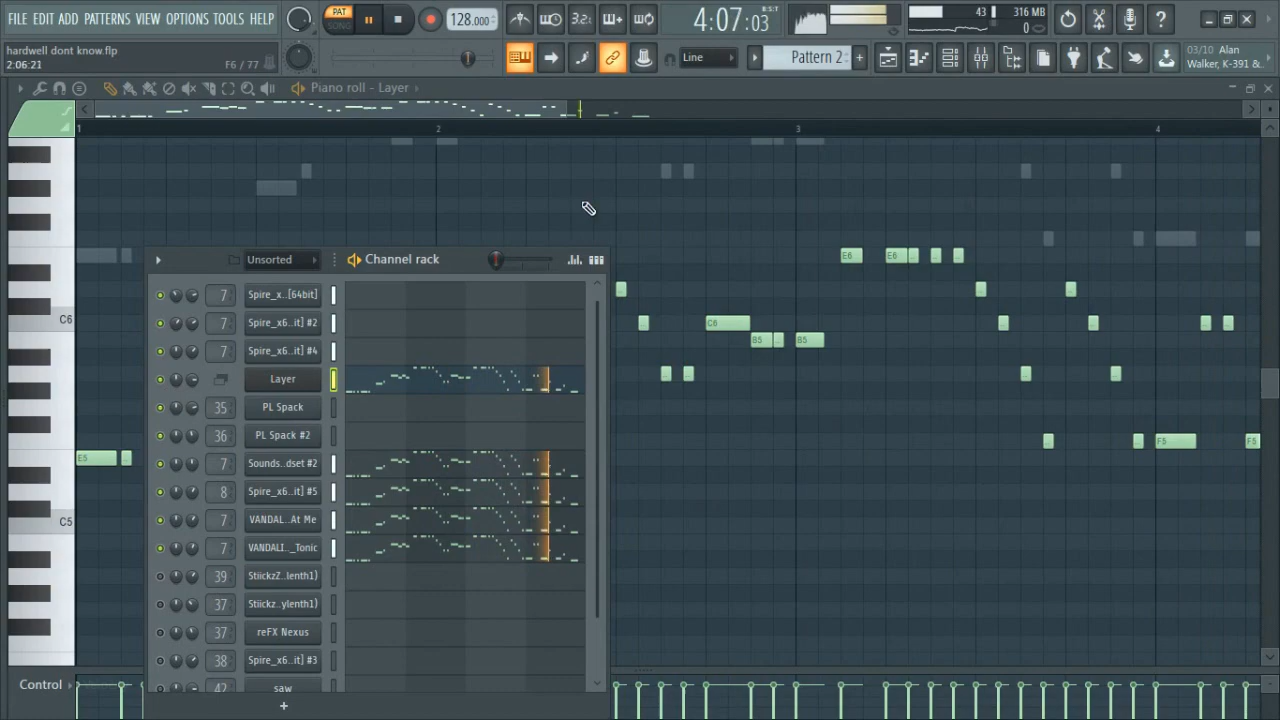 FILE EDIT ADD PATTERNS VIEW OPTIONS TOOLS HELP
PAT
SONG
128.000
3.2
4:07:03
B:S:T
43
316 MB
0
hardwell dont know.flp
2:06:21
F6 / 77
Line
Pattern 2
03/10 Alan
Walker, K-391 &..
Piano roll - Layer
1
2
3
4
Unsorted
Channel rack
E6
E6
C6
C6
B5
B5
E5
F5
F5
C5
7 Spire_x..[64bit]
7 Spire_x6..it] #2
7 Spire_x6..it] #4
Layer
35 PL Spack
36 PL Spack #2
7 Sounds..dset #2
8 Spire_x6..it] #5
7 VANDAL..At Me
7 VANDALI.._Tonic
39 StiickzZ..lenth1)
37 Stiickz..ylenth1)
37 reFX Nexus
38 Spire_x6..it] #3
42 saw
+
Control